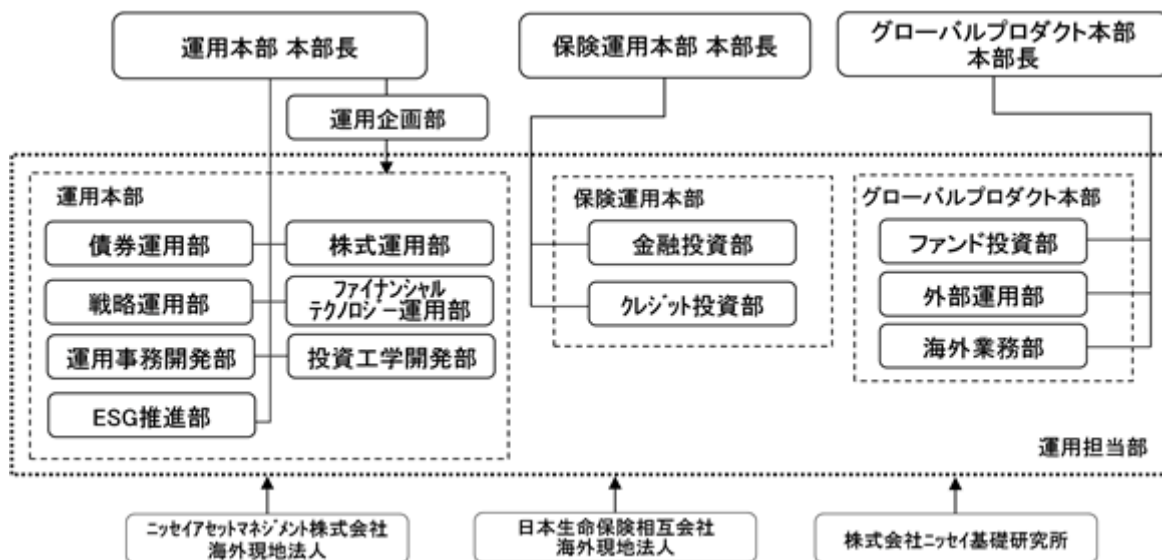 運用本部 本部長
保険運用本部 本部長
グローバルプロダクト本部
本部長
運用企画部
運用本部
債券運用部
株式運用部
戦略運用部
ファイナンシャル
テクノロジー運用部
運用事務開発部
投資工学開発部
ESG推進部
保険運用本部
金融投資部
クレジット投資部
グローバルプロダクト本部
ファンド投資部
外部運用部
海外業務部
運用担当部
ニッセイアセットマネジメント株式会社
海外現地法人
日本生命保険相互会社
海外現地法人
株式会社ニッセイ基礎研究所